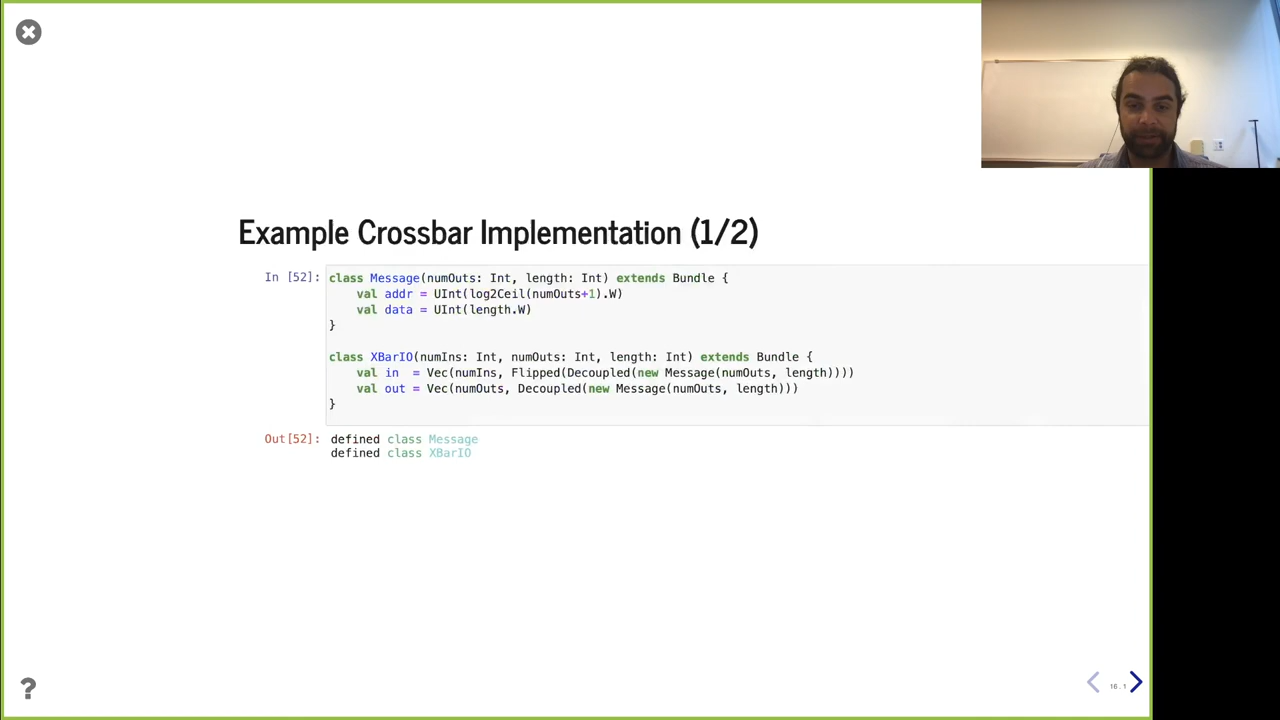 Example Crossbar Implementation (1/2)
In [52]:
class Message(numOuts: Int, length: Int) extends Bundle {
    val addr = UInt(log2Ceil(numOuts+1).W)
    val data = UInt(length.W)
}
class XBarIO(numIns: Int, numOuts: Int, length: Int) extends Bundle {
    val in  = Vec(numIns, Flipped(Decoupled(new Message(numOuts, length))))
    val out = Vec(numOuts, Decoupled(new Message(numOuts, length)))
}
Out[52]:
defined class Message
defined class XBarIO
?
16.1